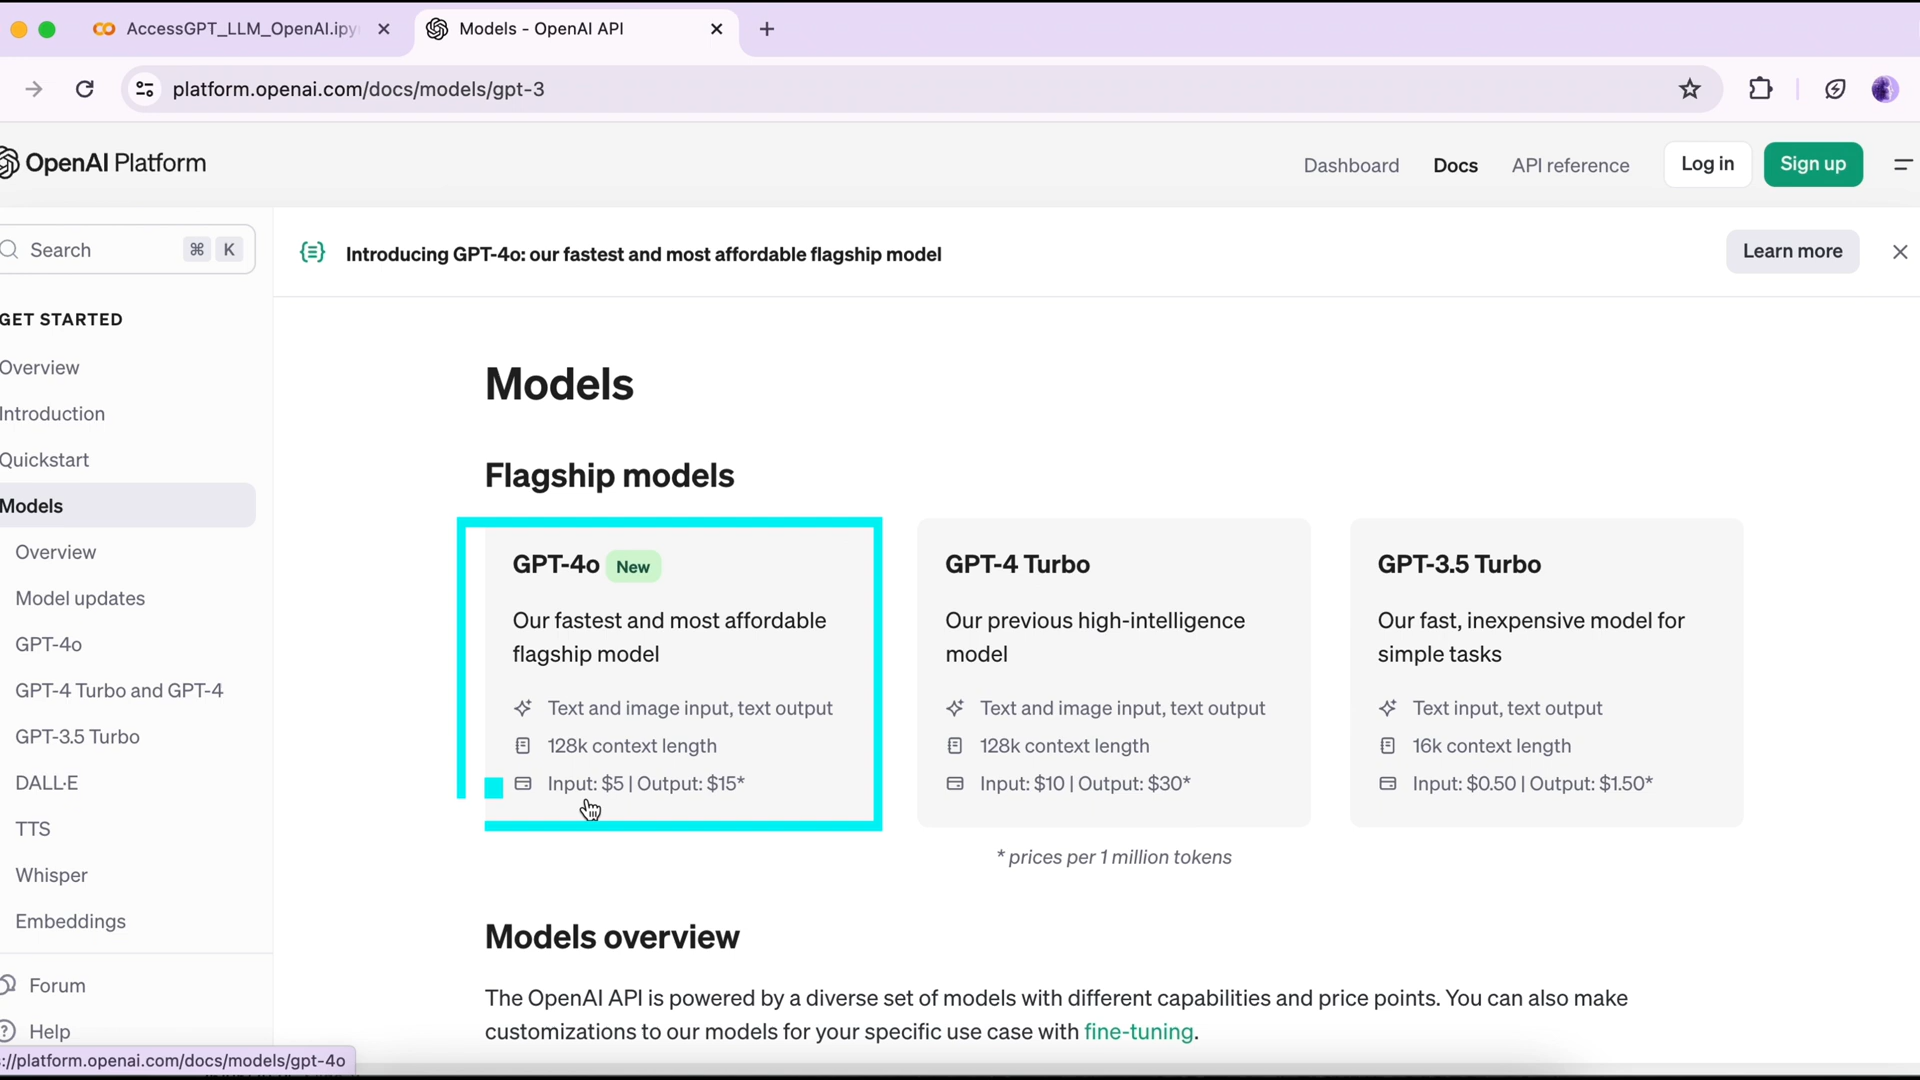 AccessGPT_LLM_OpenAI.ipy
Models - OpenAI API
platform.openai.com/docs/models/gpt-3
OpenAI Platform
Dashboard
Docs
API reference
Log in
Sign up
Search
⌘ K
Introducing GPT-4o: our fastest and most affordable flagship model
Learn more
GET STARTED
Overview
Introduction
Quickstart
Models
Overview
Model updates
GPT-4o
GPT-4 Turbo and GPT-4
GPT-3.5 Turbo
DALL·E
TTS
Whisper
Embeddings
Forum
Help
://platform.openai.com/docs/models/gpt-4o
Models
Flagship models
GPT-4o New
Our fastest and most affordable
flagship model
Text and image input, text output
128k context length
Input: $5 | Output: $15*
GPT-4 Turbo
Our previous high-intelligence
model
Text and image input, text output
128k context length
Input: $10 | Output: $30*
GPT-3.5 Turbo
Our fast, inexpensive model for
simple tasks
Text input, text output
16k context length
Input: $0.50 | Output: $1.50*
* prices per 1 million tokens
Models overview
The OpenAI API is powered by a diverse set of models with different capabilities and price points. You can also make
customizations to our models for your specific use case with fine-tuning.